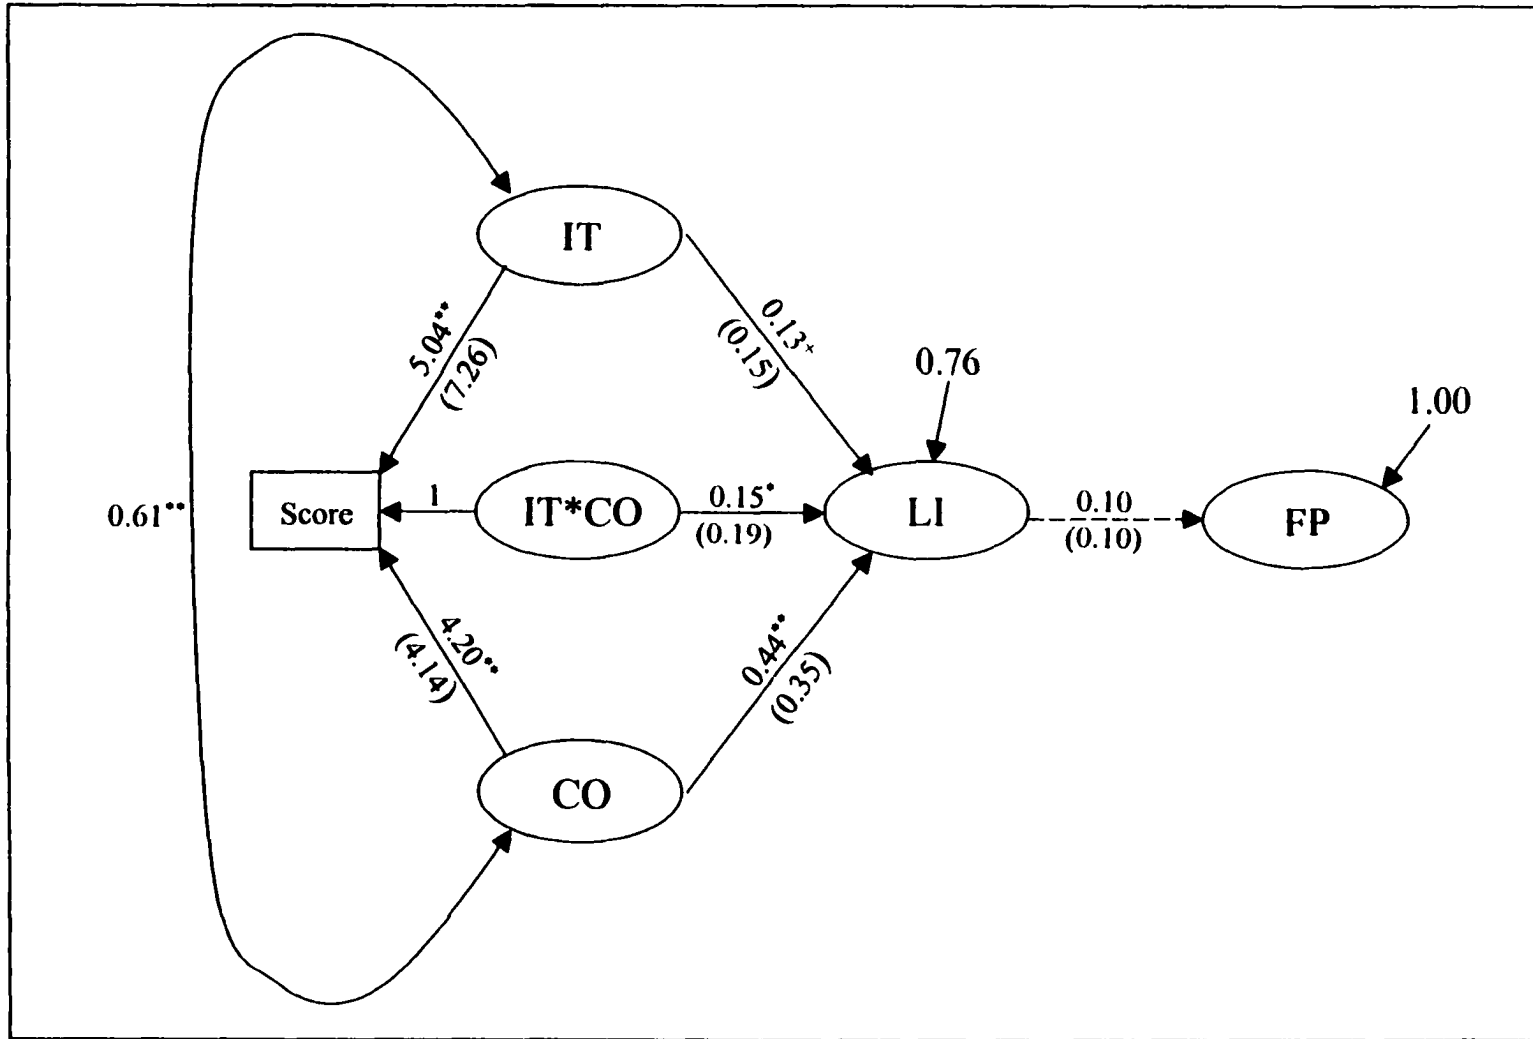 IT
5.04**
(7.26)
0.13+
(0.15)
0.76
1.00
0.61**
Score
1
IT*CO
0.15*
(0.19)
LI
0.10
(0.10)
FP
4.20**
(4.14)
0.44**
(0.35)
CO